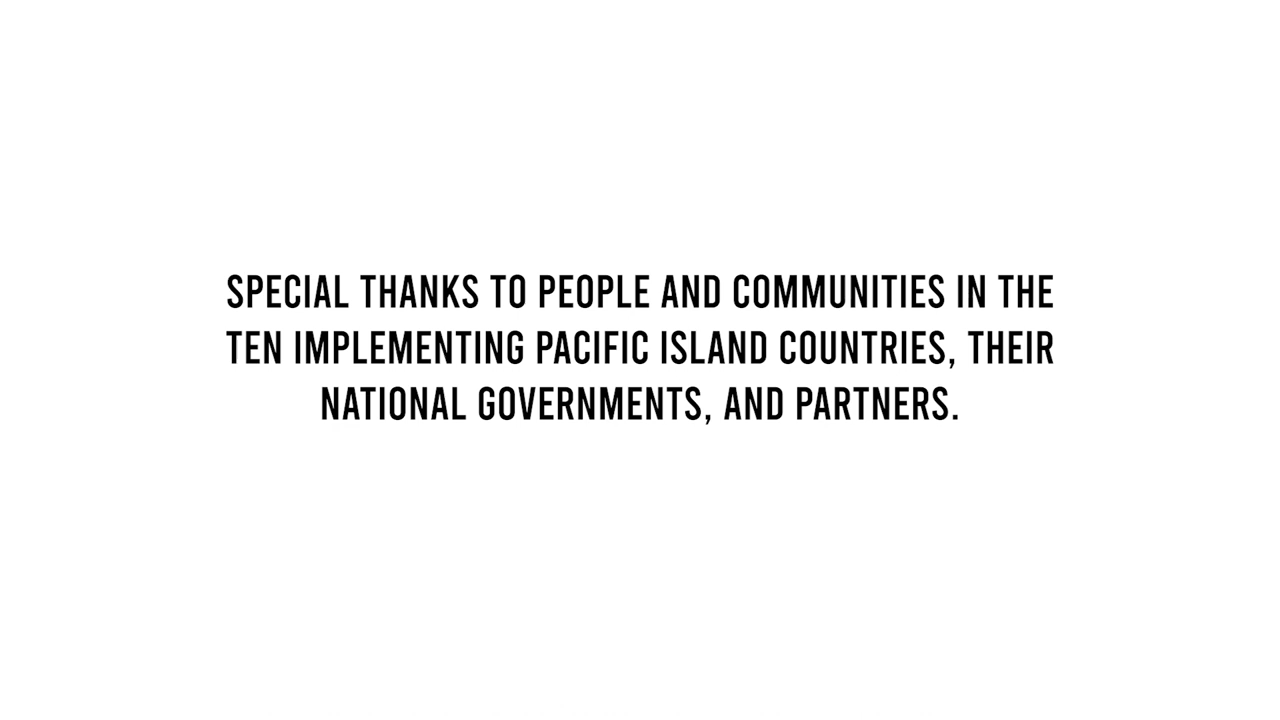 SPECIAL THANKS TO PEOPLE AND COMMUNITIES IN THE
TEN IMPLEMENTING PACIFIC ISLAND COUNTRIES, THEIR
NATIONAL GOVERNMENTS, AND PARTNERS.